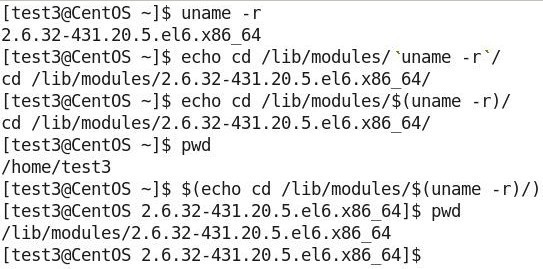 [test3@CentOS ~]$ uname -r
2.6.32-431.20.5.el6.x86_64
[test3@CentOS ~]$ echo cd /lib/modules/`uname -r`/
cd /lib/modules/2.6.32-431.20.5.el6.x86_64/
[test3@CentOS ~]$ echo cd /lib/modules/$(uname -r)/
cd /lib/modules/2.6.32-431.20.5.el6.x86_64/
[test3@CentOS ~]$ pwd
/home/test3
[test3@CentOS ~]$ $(echo cd /lib/modules/$(uname -r)/)
[test3@CentOS 2.6.32-431.20.5.el6.x86_64]$ pwd
/lib/modules/2.6.32-431.20.5.el6.x86_64
[test3@CentOS 2.6.32-431.20.5.el6.x86_64]$